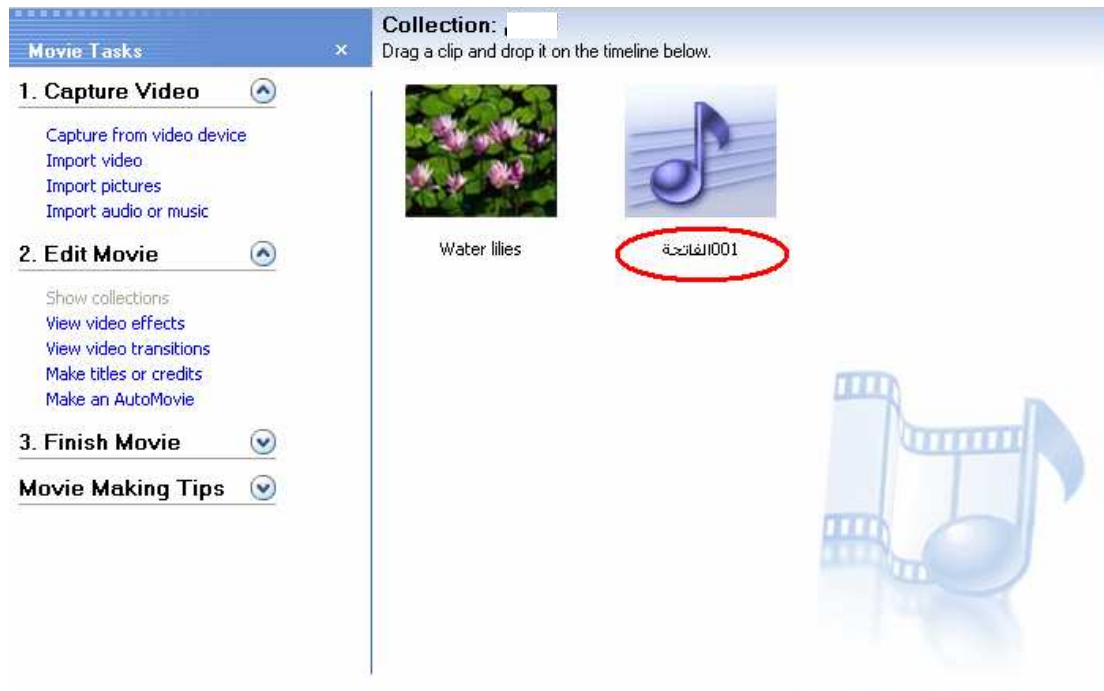 Movie Tasks
Collection:
Drag a clip and drop it on the timeline below.
1. Capture Video
Capture from video device
Import video
Import pictures
Import audio or music
2. Edit Movie
Show collections
View video effects
View video transitions
Make titles or credits
Make an AutoMovie
3. Finish Movie
Movie Making Tips
Water lilies
001الفاتحة